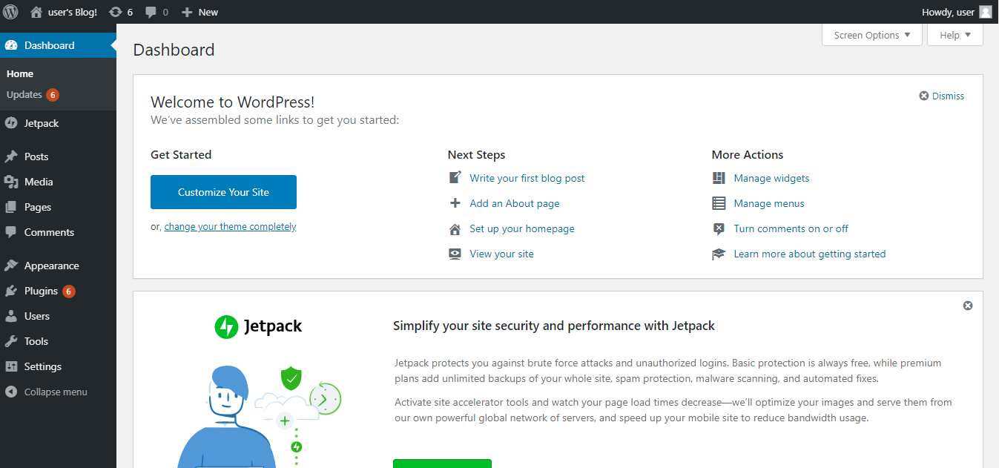 user's Blog! 6 0 New Howdy, user
Screen Options Help
Dashboard
Home
Updates 6
Jetpack
Posts
Media
Pages
Comments
Appearance
Plugins 6
Users
Tools
Settings
Collapse menu
Dashboard
Welcome to WordPress!
Dismiss
We've assembled some links to get you started:
Get Started
Customize Your Site
or, change your theme completely
Next Steps
Write your first blog post
Add an About page
Set up your homepage
View your site
More Actions
Manage widgets
Manage menus
Turn comments on or off
Learn more about getting started
Jetpack
Simplify your site security and performance with Jetpack
Jetpack protects you against brute force attacks and unauthorized logins. Basic protection is always free, while premium
plans add unlimited backups of your whole site, spam protection, malware scanning, and automated fixes.
Activate site accelerator tools and watch your page load times decrease—we'll optimize your images and serve them from
our own powerful global network of servers, and speed up your mobile site to reduce bandwidth usage.